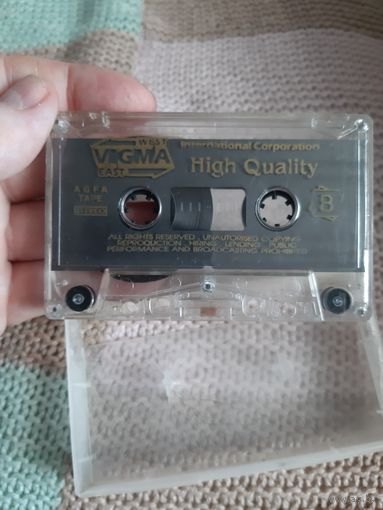 WEST
VIGMA
EAST
International Corporation
High Quality
AGFA
TAPE
STEREO
B
ALL RIGHTS RESERVED. UNAUTORISED COPYING
REPRODUCTION. HIRING. LENDING. PUBLIC
PERFORMANCE AND BROADCASTING PROHIBITED